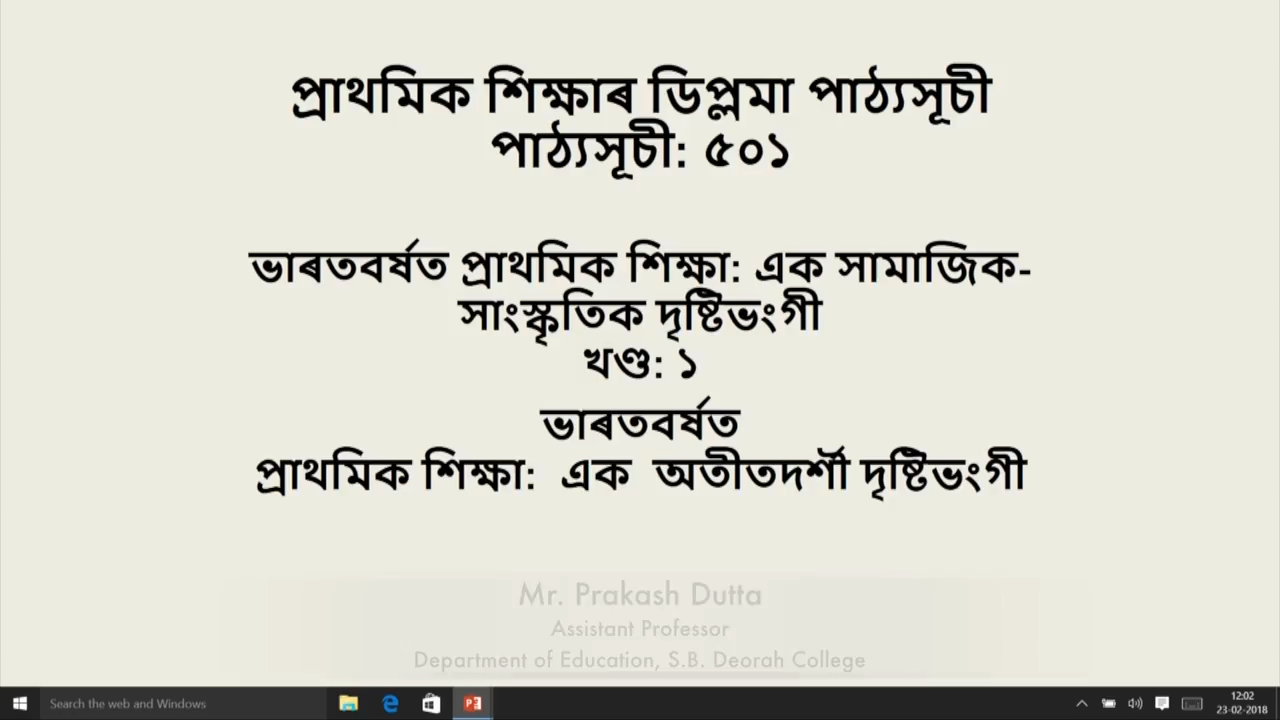 প্ৰাথমিক শিক্ষাৰ ডিপ্লমা পাঠ্যসূচী
পাঠ্যসূচী: ৫০১
ভাৰতবৰ্ষত প্ৰাথমিক শিক্ষা: এক সামাজিক-
সাংস্কৃতিক দৃষ্টিভংগী
খণ্ড: ১
ভাৰতবৰ্ষত
প্ৰাথমিক শিক্ষা: এক অতীতদৰ্শী দৃষ্টিভংগী
Mr. Prakash Dutta
Assistant Professor
Department of Education, S.B. Deorah College
Search the web and Windows
12:02
23-02-2018